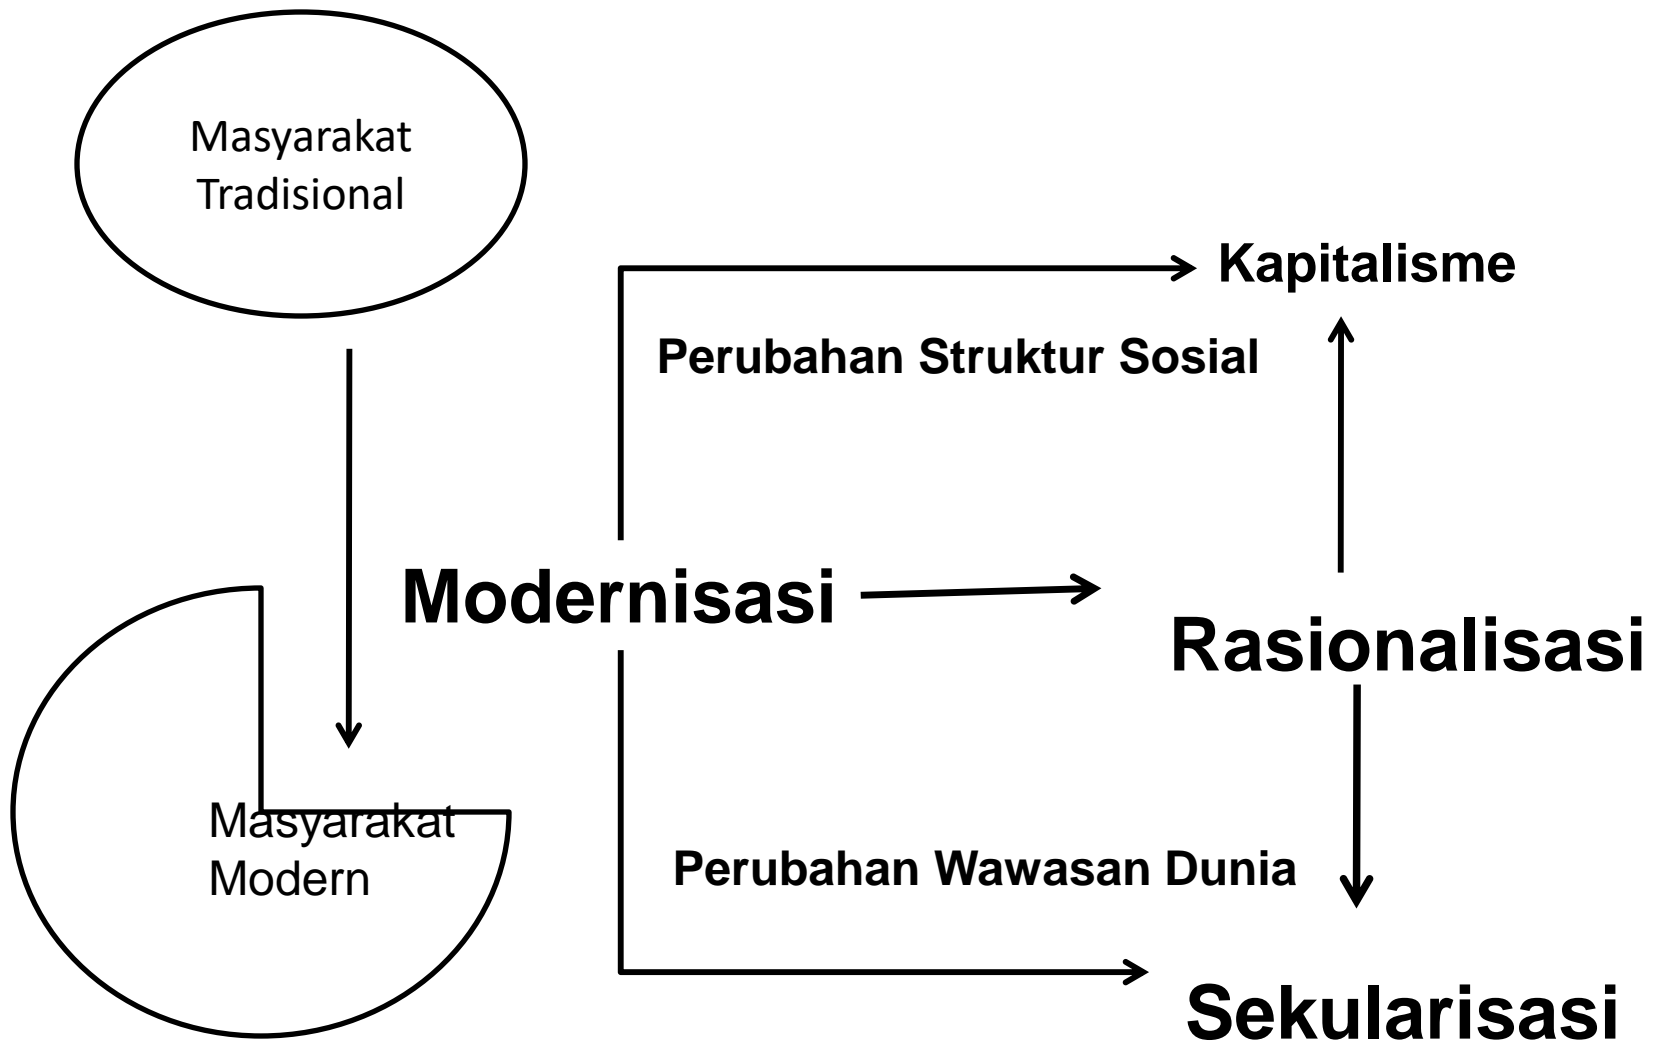 Masyarakat
Tradisional
Kapitalisme
Perubahan Struktur Sosial
Modernisasi
Rasionalisasi
Masyarakat
Modern
Perubahan Wawasan Dunia
Sekularisasi